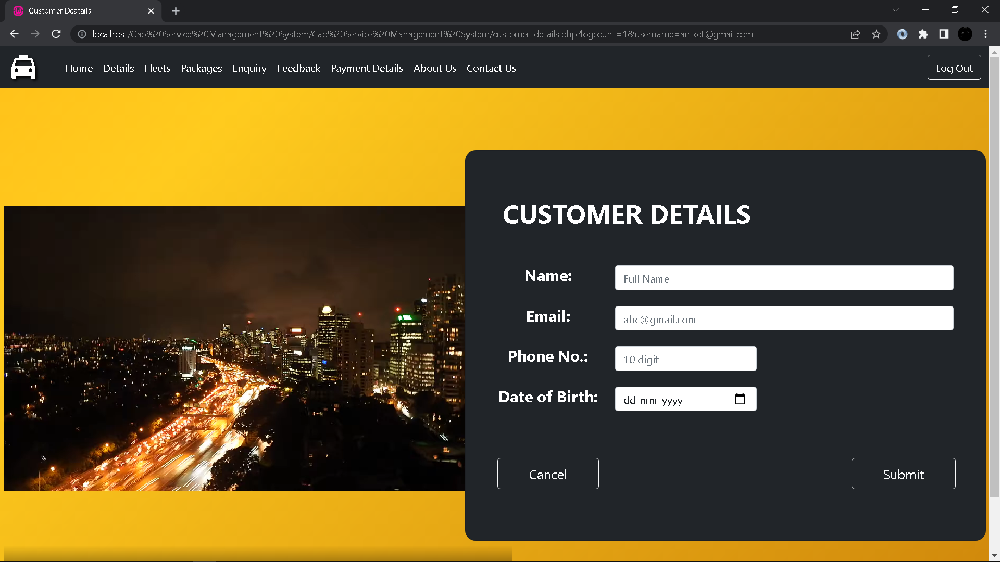 Customer Deatails
localhost/Cab%20Service%20Management%20System/Cab%20Service%20Management%20System/customer_details.php?logcount=1&username=aniket@gmail.com
Home Details Fleets Packages Enquiry Feedback Payment Details About Us Contact Us Log Out
CUSTOMER DETAILS
Name: Full Name
Email: abc@gmail.com
Phone No.: 10 digit
Date of Birth: dd-mm-yyyy
Cancel Submit